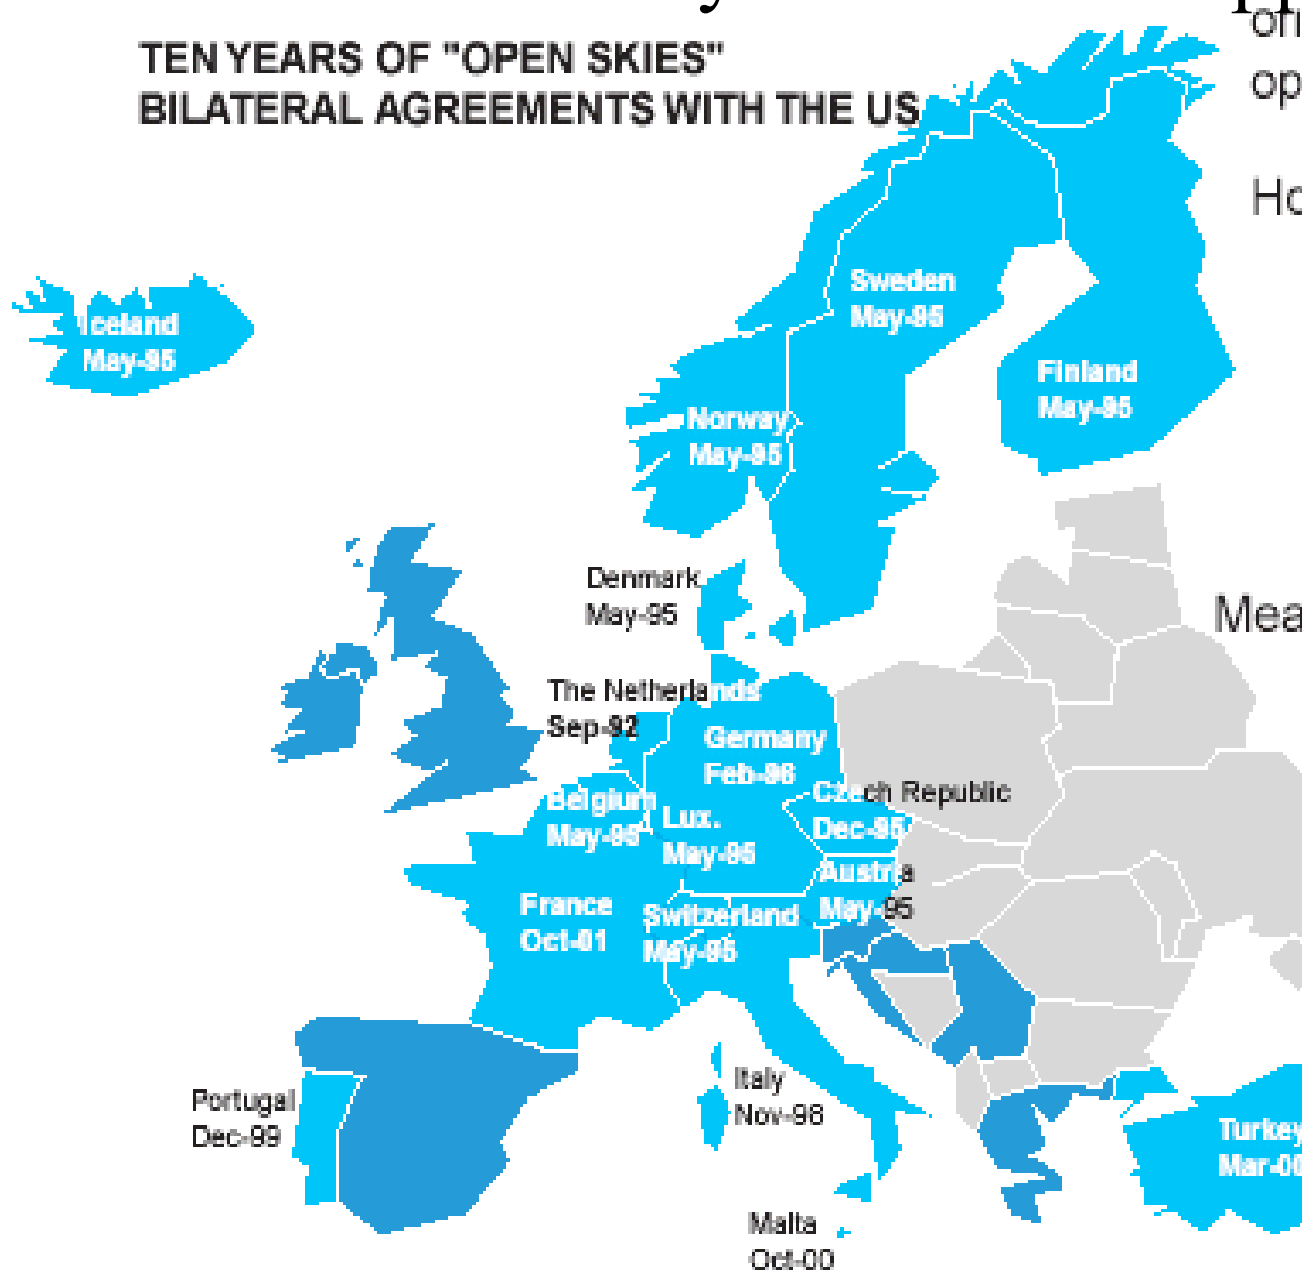 TEN YEARS OF "OPEN SKIES"
BILATERAL AGREEMENTS WITH THE US
op
Ho
Iceland
May-95
Sweden
May-95
Finland
May-95
Norway
May-95
Denmark
May-95
Mea
The Netherlands
Sep-92
Germany
Feb-96
Czech Republic
Dec-95
Belgium
May-95
Lux.
May-95
Austria
May-95
France
Oct-01
Switzerland
May-95
Italy
Nov-98
Portugal
Dec-99
Turkey
Mar-00
Malta
Oct-00